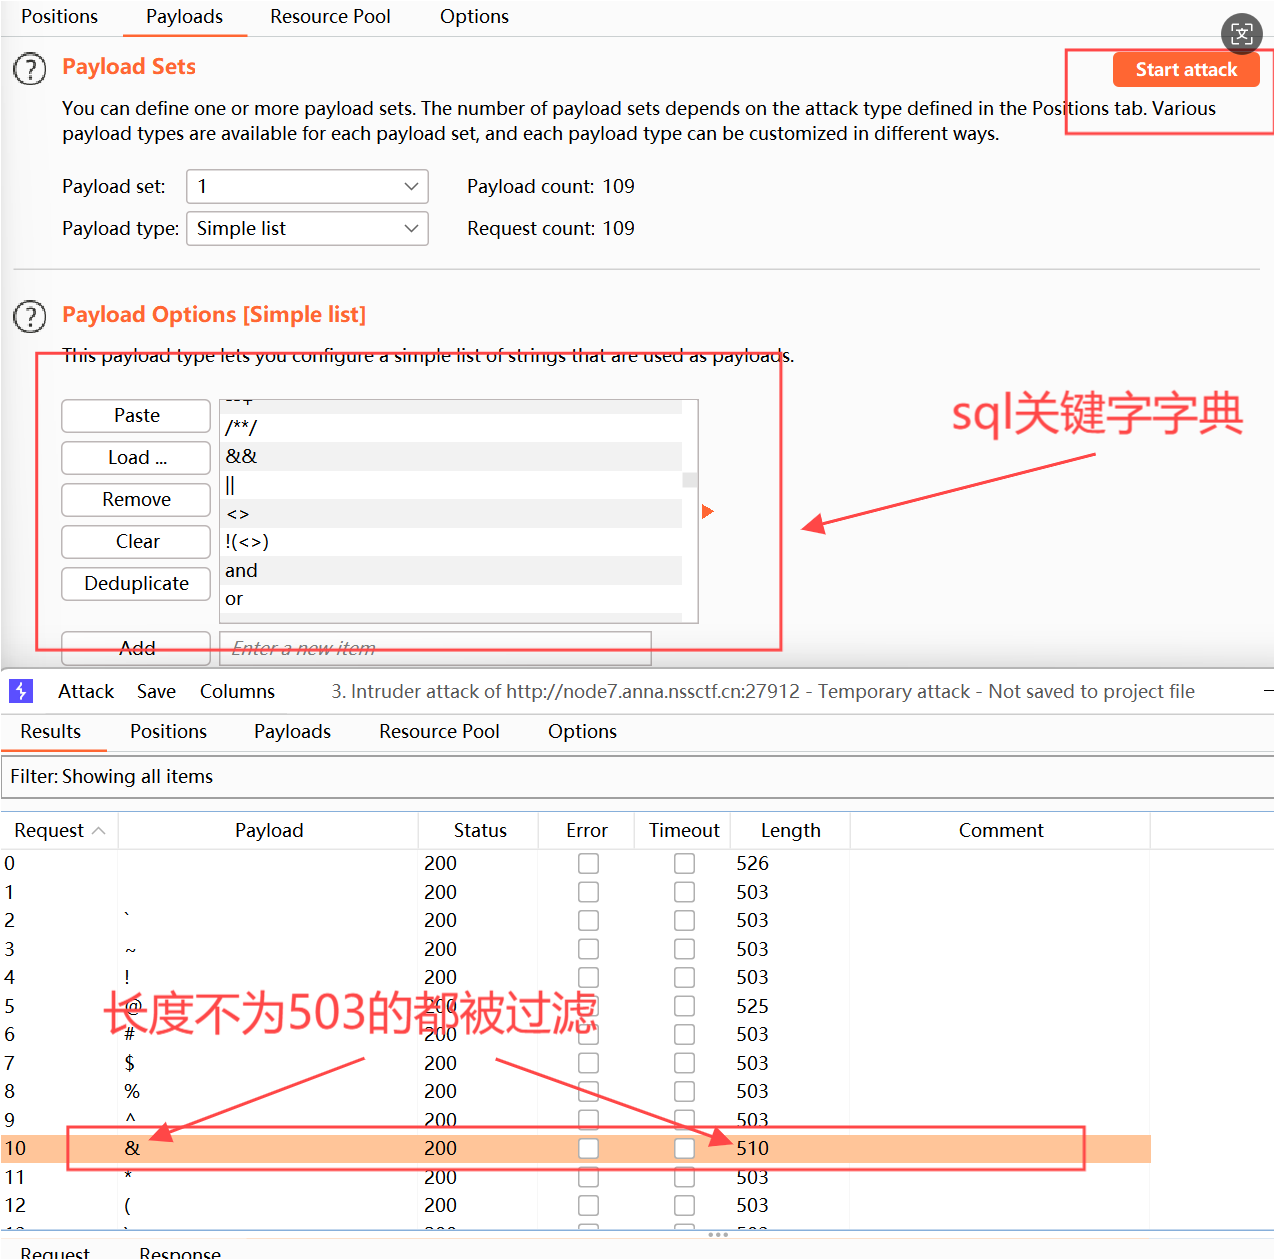 Positions Payloads Resource Pool Options
Payload Sets
Start attack
You can define one or more payload sets. The number of payload sets depends on the attack type defined in the Positions tab. Various
payload types are available for each payload set, and each payload type can be customized in different ways.
Payload set: 1 Payload count: 109
Payload type: Simple list Request count: 109
Payload Options [Simple list]
This payload type lets you configure a simple list of strings that are used as payloads.
Paste
Load ...
Remove
Clear
Deduplicate
Add
/**/
&&
||
<>
!(<>)
and
or
Enter a new item
sql关键字字典
Attack Save Columns 3. Intruder attack of http://node7.anna.nssctf.cn:27912 - Temporary attack - Not saved to project file
Results Positions Payloads Resource Pool Options
Filter: Showing all items
Request Payload Status Error Timeout Length Comment
0 200 526
1 200 503
2 ` 200 503
3 ~ 200 503
4 ! 200 503
5 @ 200 525
6 # 200 503
7 $ 200 503
8 % 200 503
9 ^ 200 503
10 & 200 510
11 * 200 503
12 ( 200 503
长度不为503的都被过滤
Request Response